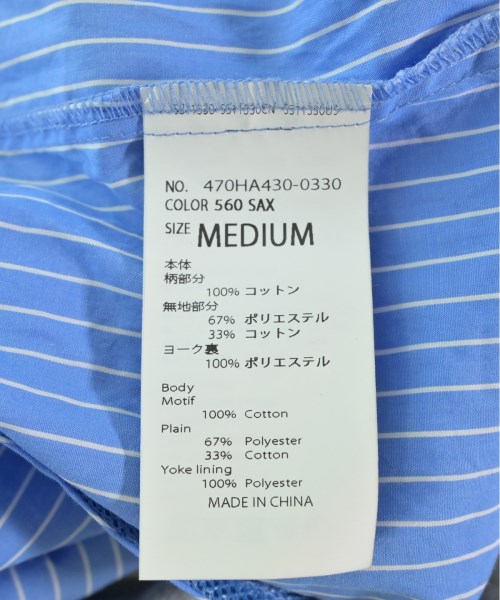 NO. 470HA430-0330
COLOR 560 SAX
SIZE MEDIUM
本体
柄部分
100% コットン
無地部分
67% ポリエステル
33% コットン
ヨーク裏
100% ポリエステル
Body
Motif
100% Cotton
Plain
67% Polyester
33% Cotton
Yoke lining
100% Polyester
MADE IN CHINA